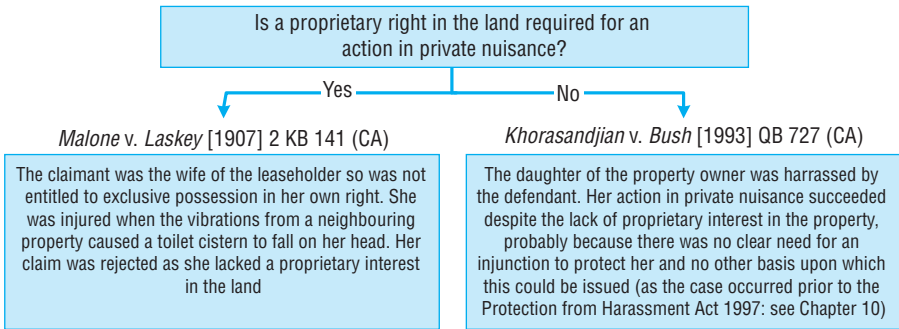 Is a proprietary right in the land required for an
action in private nuisance?
Yes
No
Malone v. Laskey [1907] 2 KB 141 (CA)
The claimant was the wife of the leaseholder so was not
entitled to exclusive possession in her own right. She
was injured when the vibrations from a neighbouring
property caused a toilet cistern to fall on her head. Her
claim was rejected as she lacked a proprietary interest
in the land
Khorasandjian v. Bush [1993] QB 727 (CA)
The daughter of the property owner was harrassed by
the defendant. Her action in private nuisance succeeded
despite the lack of proprietary interest in the property,
probably because there was no clear need for an
injunction to protect her and no other basis upon which
this could be issued (as the case occurred prior to the
Protection from Harassment Act 1997: see Chapter 10)